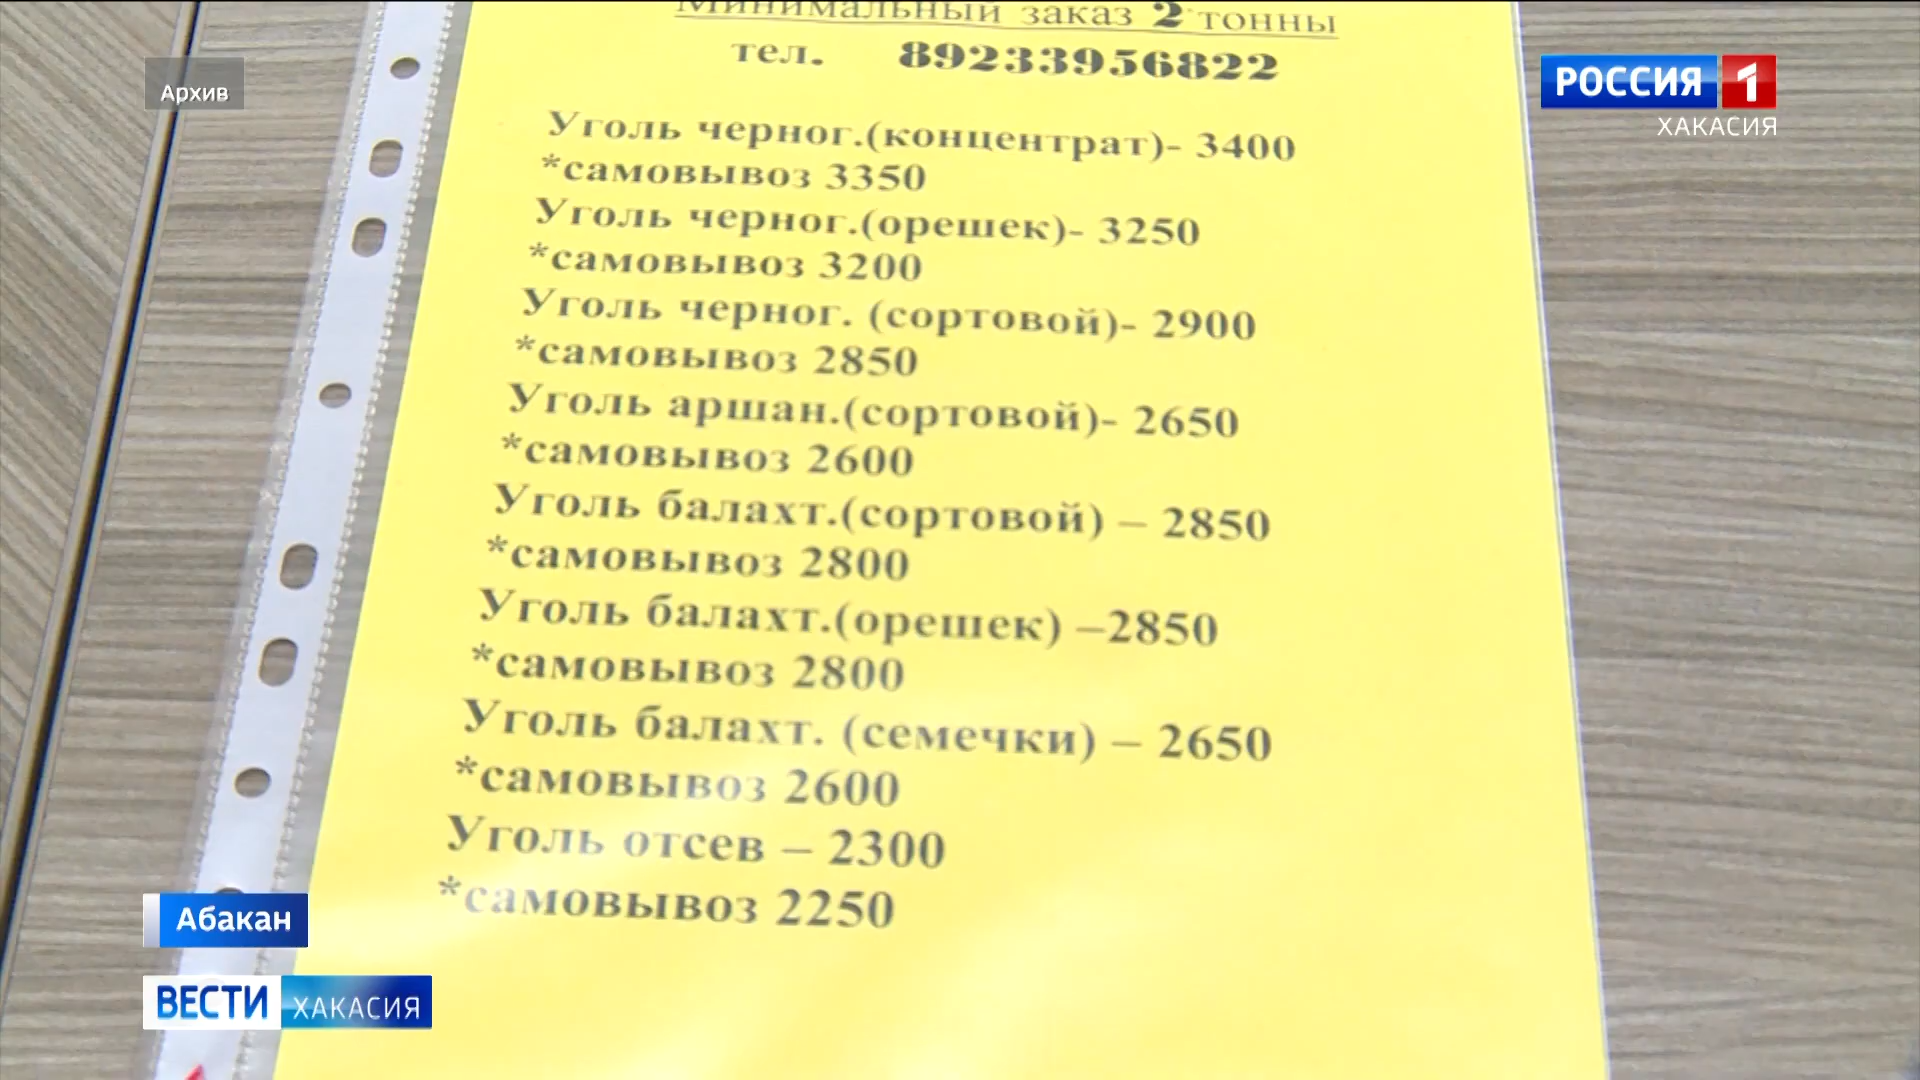 Минимальный заказ 2 тонны
тел. 89233956822
Архив
РОССИЯ 1
ХАКАСИЯ
Уголь черног.(концентрат)- 3400
*самовывоз 3350
Уголь черног.(орешек)- 3250
*самовывоз 3200
Уголь черног. (сортовой)- 2900
*самовывоз 2850
Уголь аршан.(сортовой)- 2650
*самовывоз 2600
Уголь балахт.(сортовой) – 2850
*самовывоз 2800
Уголь балахт.(орешек) –2850
*самовывоз 2800
Уголь балахт. (семечки) – 2650
*самовывоз 2600
Уголь отсев – 2300
*самовывоз 2250
Абакан
ВЕСТИ ХАКАСИЯ